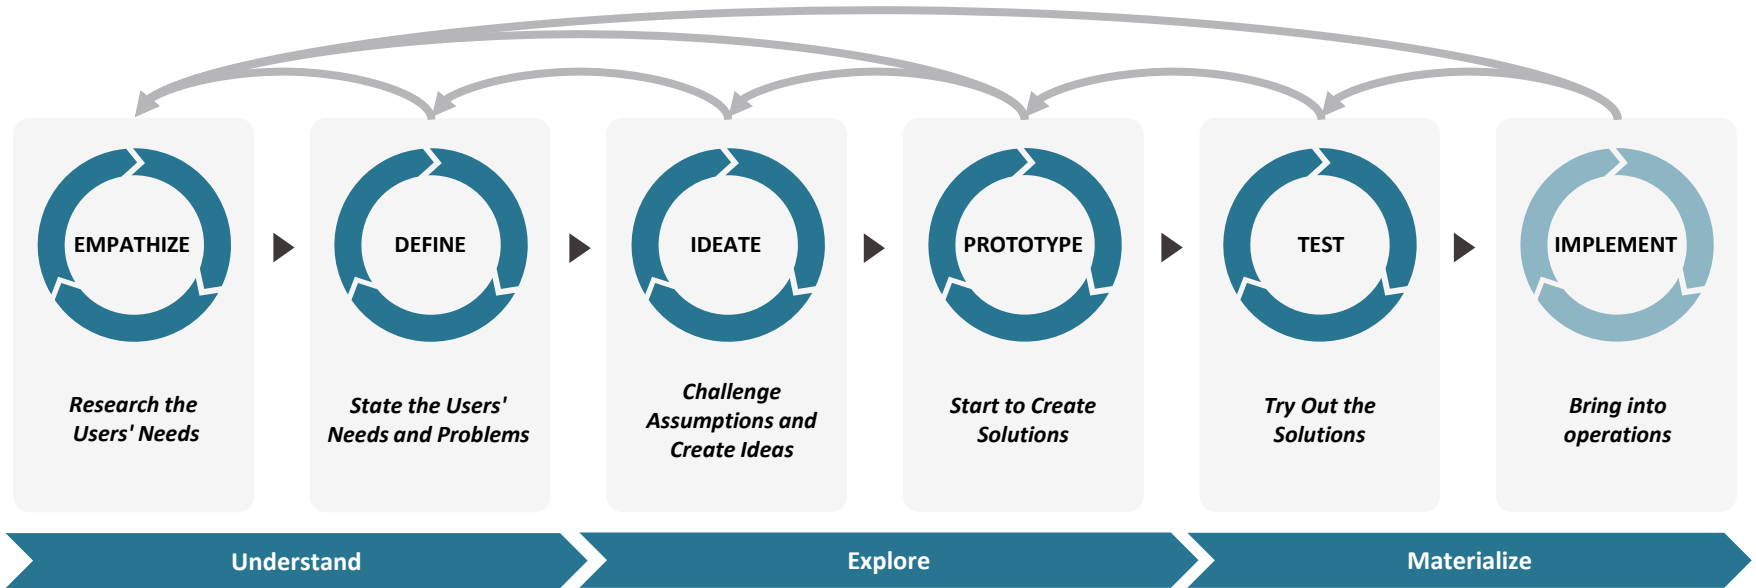 EMPATHIZE
DEFINE
IDEATE
PROTOTYPE
TEST
IMPLEMENT
Research the
Users' Needs
State the Users'
Needs and Problems
Challenge
Assumptions and
Create Ideas
Start to Create
Solutions
Try Out the
Solutions
Bring into
operations
Understand
Explore
Materialize